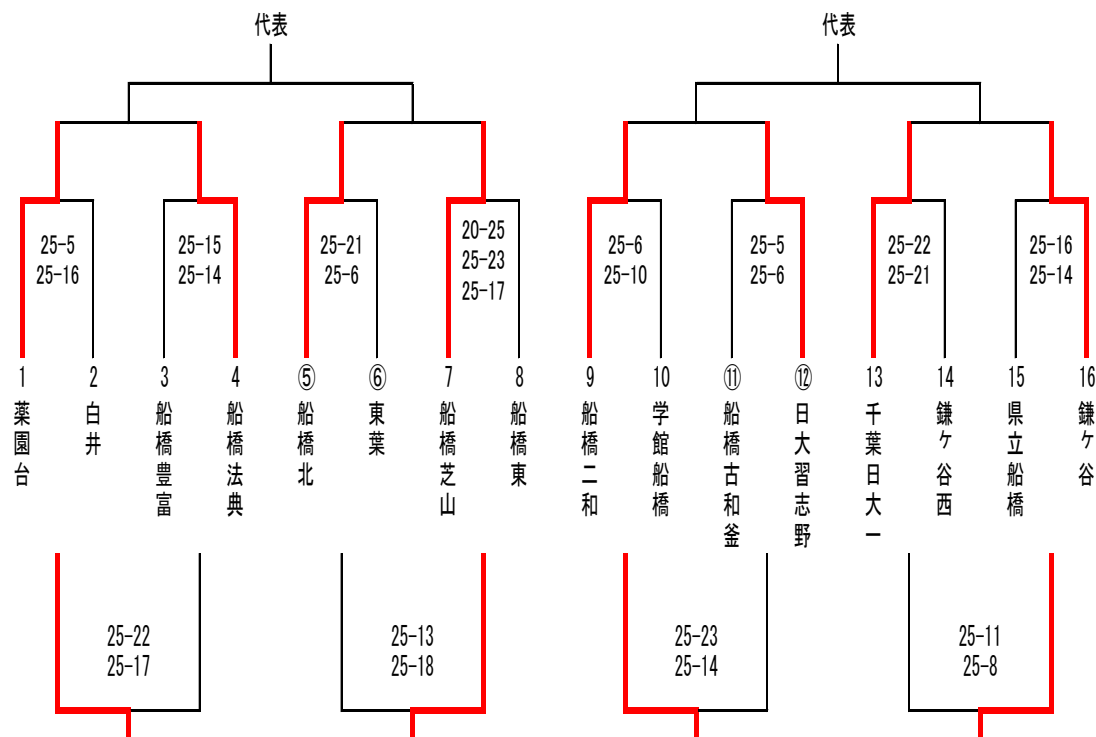 代表
代表
25-5
25-16
25-15
25-14
25-21
25-6
20-25
25-23
25-17
25-6
25-10
25-5
25-6
25-22
25-21
25-16
25-14
1
薬園台
2
白井
3
船橋豊富
4
船橋法典
⑤
船橋北
⑥
東葉
7
船橋芝山
8
船橋東
9
船橋二和
10
学館船橋
⑪
船橋古和釜
⑫
日大習志野
13
千葉日大一
14
鎌ケ谷西
15
県立船橋
16
鎌ケ谷
25-22
25-17
25-13
25-18
25-23
25-14
25-11
25-8